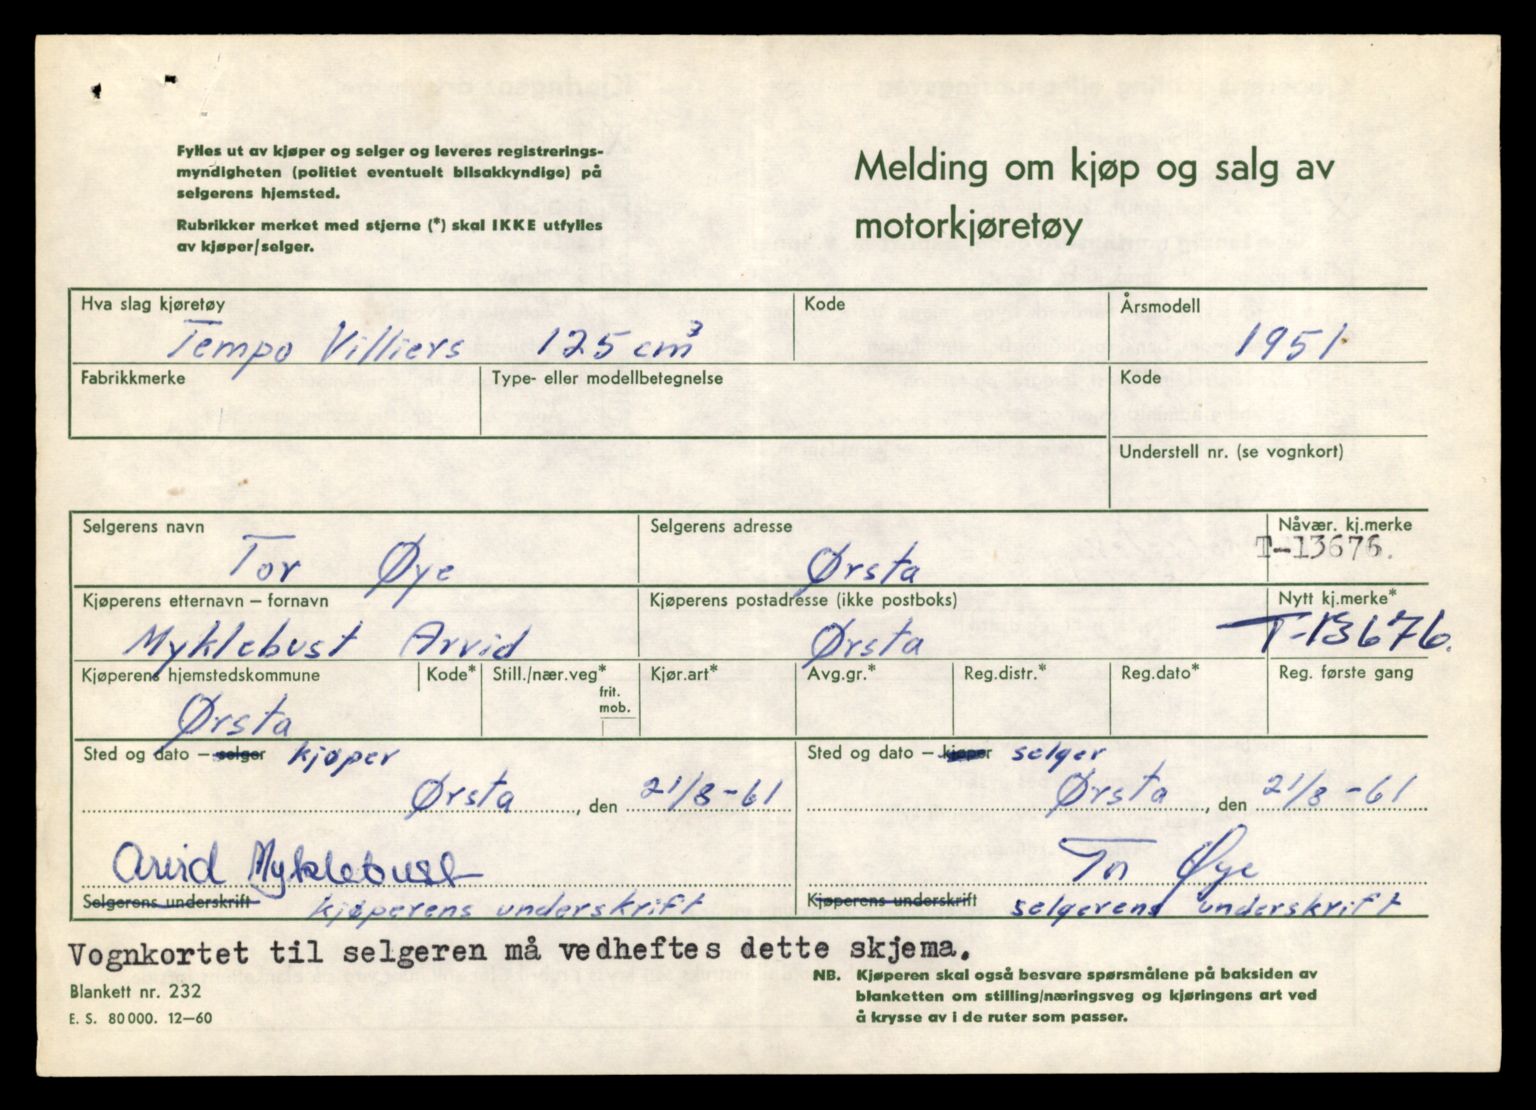 Fylles ut av kjøper og selger og leveres registrerings-
myndigheten (politiet eventuelt bilsakkyndige) på
selgerens hjemsted.
Rubrikker merket med stjerne (*) skal IKKE utfylles
av kjøper/selger.
Melding om kjøp og salg av
motorkjøretøy
Hva slag kjøretøy Kode Årsmodell
Tempo Villiers 125 cm³ 1951
Fabrikkmerke Type- eller modellbetegnelse Kode
Understell nr. (se vognkort)
Selgerens navn Selgerens adresse Nåvær. kj.merke
Tor Øye Ørsta T-13676.
Kjøperens etternavn – fornavn Kjøperens postadresse (ikke postboks) Nytt kj.merke*
Myklebust Arvid Ørsta T-13676.
Kjøperens hjemstedskommune Kode* Still./nær.veg* Kjør.art* Avg.gr.* Reg.distr.* Reg.dato* Reg. første gang
frit.
mob.
Ørsta
Sted og dato – selger kjøper Sted og dato – kjøper selger
Ørsta, den 21/8-61 Ørsta, den 21/8-61
Arvid Myklebust Tor Øye
Selgerens underskrift kjøperens underskrift Kjøperens underskrift selgerens underskrift
Vognkortet til selgeren må vedheftes dette skjema.
Blankett nr. 232
E. S. 80000. 12–60
NB. Kjøperen skal også besvare spørsmålene på baksiden av
blanketten om stilling/næringsveg og kjøringens art ved
å krysse av i de ruter som passer.